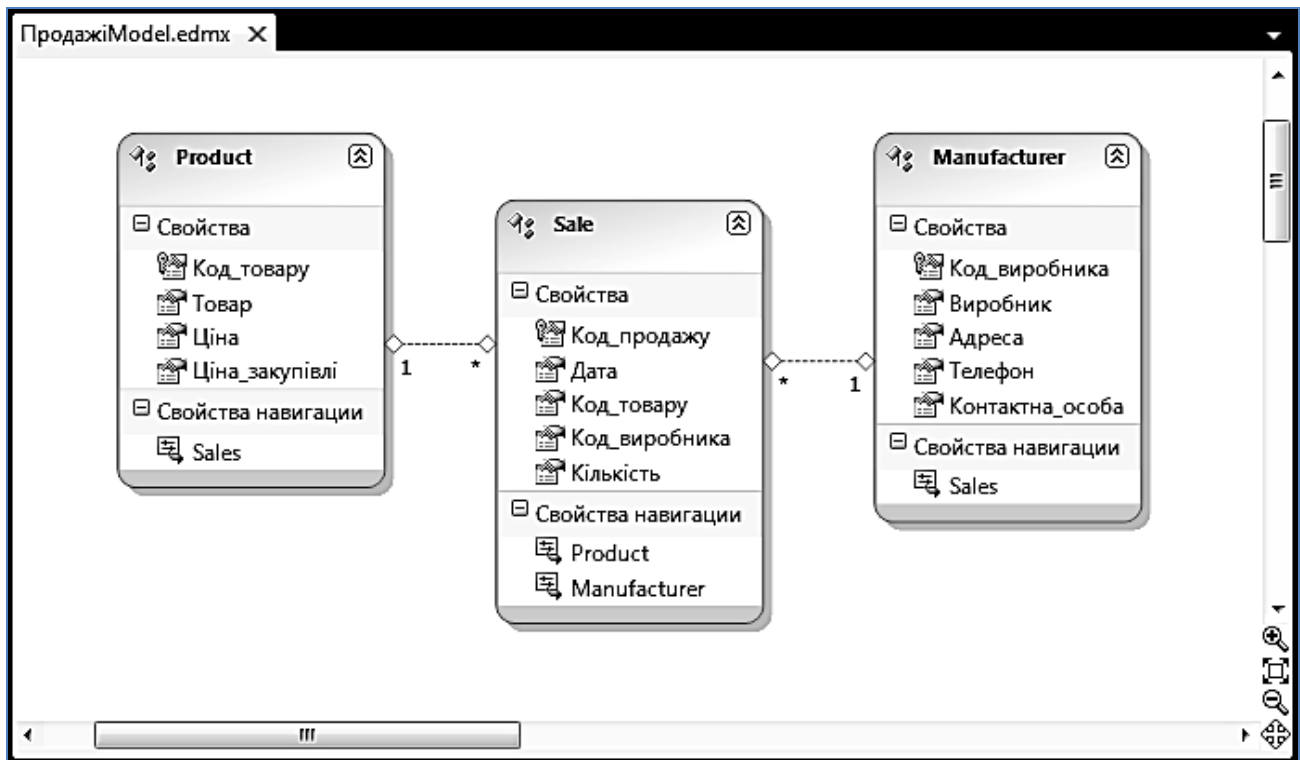 ПродажіModel.edmx
Product
Свойства
Код_товару
Товар
Ціна
Ціна_закупівлі
Свойства навигации
Sales
1
*
Sale
Свойства
Код_продажу
Дата
Код_товару
Код_виробника
Кількість
Свойства навигации
Product
Manufacturer
*
1
Manufacturer
Свойства
Код_виробника
Виробник
Адреса
Телефон
Контактна_особа
Свойства навигации
Sales